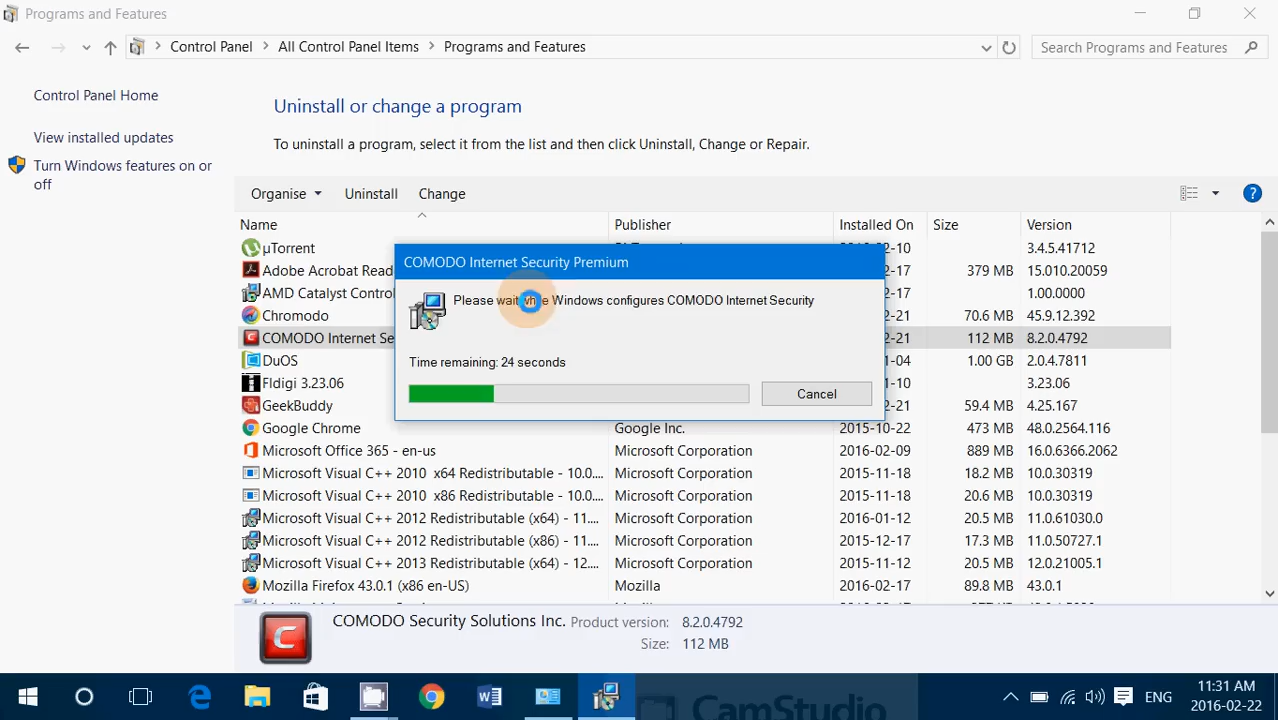 Programs and Features
Control Panel > All Control Panel Items > Programs and Features
Search Programs and Features
Control Panel Home
View installed updates
Turn Windows features on or
off
Uninstall or change a program
To uninstall a program, select it from the list and then click Uninstall, Change or Repair.
Organise Uninstall Change
Name Publisher Installed On Size Version
µTorrent -10 3.4.5.41712
Adobe Acrobat Read -17 379 MB 15.010.20059
AMD Catalyst Contro -12 1.00.0000
Chromodo -21 70.6 MB 45.9.12.392
COMODO Internet Se -21 112 MB 8.2.0.4792
DuOS -04 1.00 GB 2.0.4.7811
Fldigi 3.23.06 -10 3.23.06
GeekBuddy -21 59.4 MB 4.25.167
Google Chrome Google Inc. 2015-10-22 473 MB 48.0.2564.116
Microsoft Office 365 - en-us Microsoft Corporation 2016-02-09 889 MB 16.0.6366.2062
Microsoft Visual C++ 2010 x64 Redistributable - 10.0.... Microsoft Corporation 2015-11-18 18.2 MB 10.0.30319
Microsoft Visual C++ 2010 x86 Redistributable - 10.0.... Microsoft Corporation 2015-11-18 20.6 MB 10.0.30319
Microsoft Visual C++ 2012 Redistributable (x64) - 11.... Microsoft Corporation 2016-01-12 20.5 MB 11.0.61030.0
Microsoft Visual C++ 2012 Redistributable (x86) - 11.... Microsoft Corporation 2015-12-17 17.3 MB 11.0.50727.1
Microsoft Visual C++ 2013 Redistributable (x64) - 12.... Microsoft Corporation 2015-11-12 20.5 MB 12.0.21005.1
Mozilla Firefox 43.0.1 (x86 en-US) Mozilla 2016-02-17 89.8 MB 43.0.1
COMODO Internet Security Premium
Please wait while Windows configures COMODO Internet Security
Time remaining: 24 seconds
Cancel
COMODO Security Solutions Inc. Product version: 8.2.0.4792
Size: 112 MB
CamStudio
ENG
11:31 AM
2016-02-22